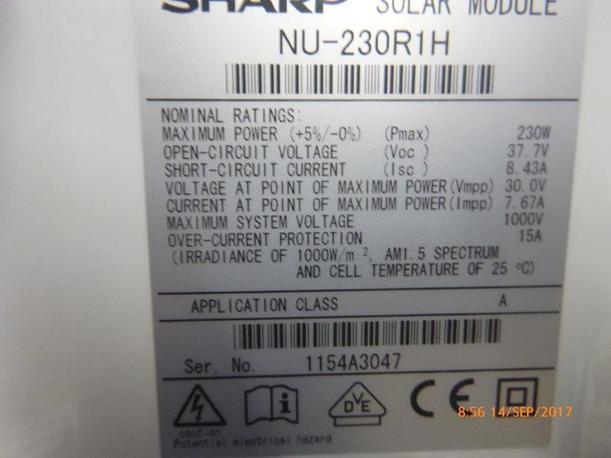 SHARP SOLAR MODULE
NU-230R1H
NOMINAL RATINGS:
MAXIMUM POWER (+5%/-0%) (Pmax) 230W
OPEN-CIRCUIT VOLTAGE (Voc ) 37.7V
SHORT-CIRCUIT CURRENT (Isc ) 8.43A
VOLTAGE AT POINT OF MAXIMUM POWER(Vmpp) 30.0V
CURRENT AT POINT OF MAXIMUM POWER(Impp) 7.67A
MAXIMUM SYSTEM VOLTAGE 1000V
OVER-CURRENT PROTECTION 15A
(IRRADIANCE OF 1000W/m ², AM1.5 SPECTRUM
AND CELL TEMPERATURE OF 25 ºC)
APPLICATION CLASS A
Ser. No. 1154A3047
i DVE CE
caution
Potential electrical hazard
8:56 14/SEP/2017